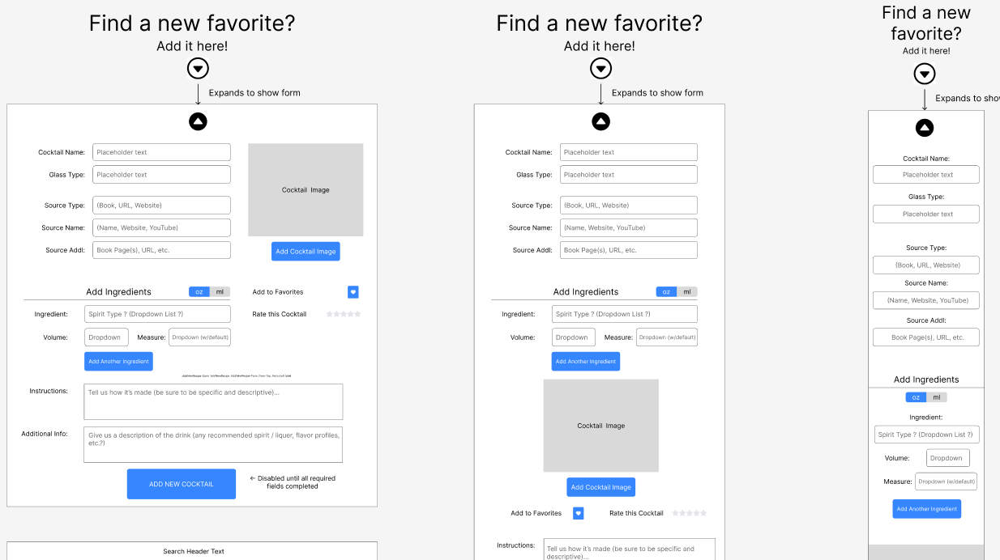 Find a new favorite?
Add it here!
Expands to show form
Cocktail Name:
Placeholder text
Glass Type:
Placeholder text
Source Type:
(Book, URL, Website)
Source Name:
(Name, Website, YouTube)
Source Addl:
Book Page(s), URL, etc.
Cocktail Image
Add Cocktail Image
Add Ingredients
oz
ml
Add to Favorites
Ingredient:
Spirit Type ? (Dropdown List ?)
Rate this Cocktail
Volume:
Dropdown
Measure:
Dropdown (w/default)
Add Another Ingredient
Instructions:
Tell us how it's made (be sure to be specific and descriptive)...
Additional Info:
Give us a description of the drink (any recommended spirit / liquer, flavor profiles,
etc.?)
ADD NEW COCKTAIL
← Disabled until all required
fields completed
Search Header Text
Find a new favorite?
Add it here!
Expands to show form
Cocktail Name:
Placeholder text
Glass Type:
Placeholder text
Source Type:
(Book, URL, Website)
Source Name:
(Name, Website, YouTube)
Source Addl:
Book Page(s), URL, etc.
Add Ingredients
oz
ml
Ingredient:
Spirit Type ? (Dropdown List ?)
Volume:
Dropdown
Measure:
Dropdown (w/default)
Add Another Ingredient
Cocktail Image
Add Cocktail Image
Add to Favorites
Rate this Cocktail
Instructions:
Tell us how it's made (be sure to be specific and
descriptive)...
Find a new
favorite?
Add it here!
Expands to sho
Cocktail Name:
Placeholder text
Glass Type:
Placeholder text
Source Type:
(Book, URL, Website)
Source Name:
(Name, Website, YouTube)
Source Addl:
Book Page(s), URL, etc.
Add Ingredients
oz
ml
Ingredient:
Spirit Type ? (Dropdown List ?)
Volume:
Dropdown
Measure:
Dropdown (w/default)
Add Another Ingredient